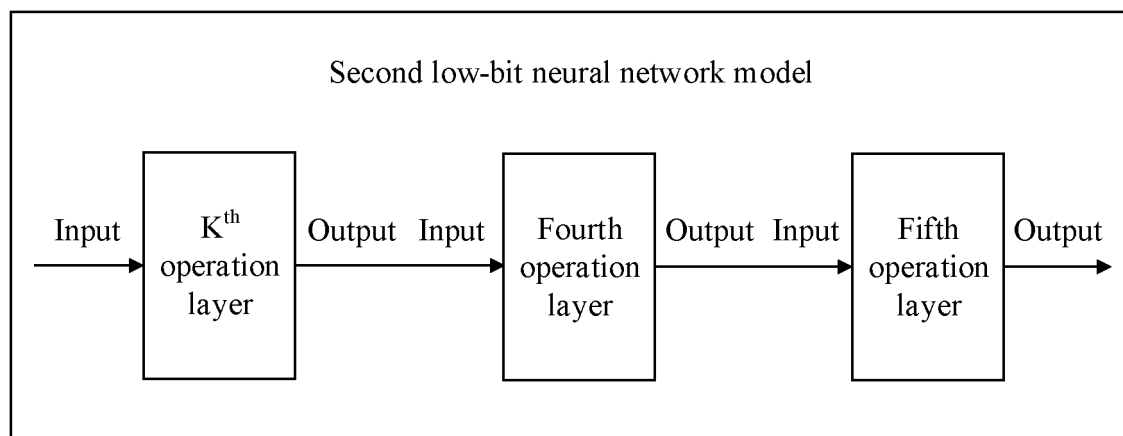 Second low-bit neural network model
Input
Kth
operation
layer
Output
Input
Fourth
operation
layer
Output
Input
Fifth
operation
layer
Output